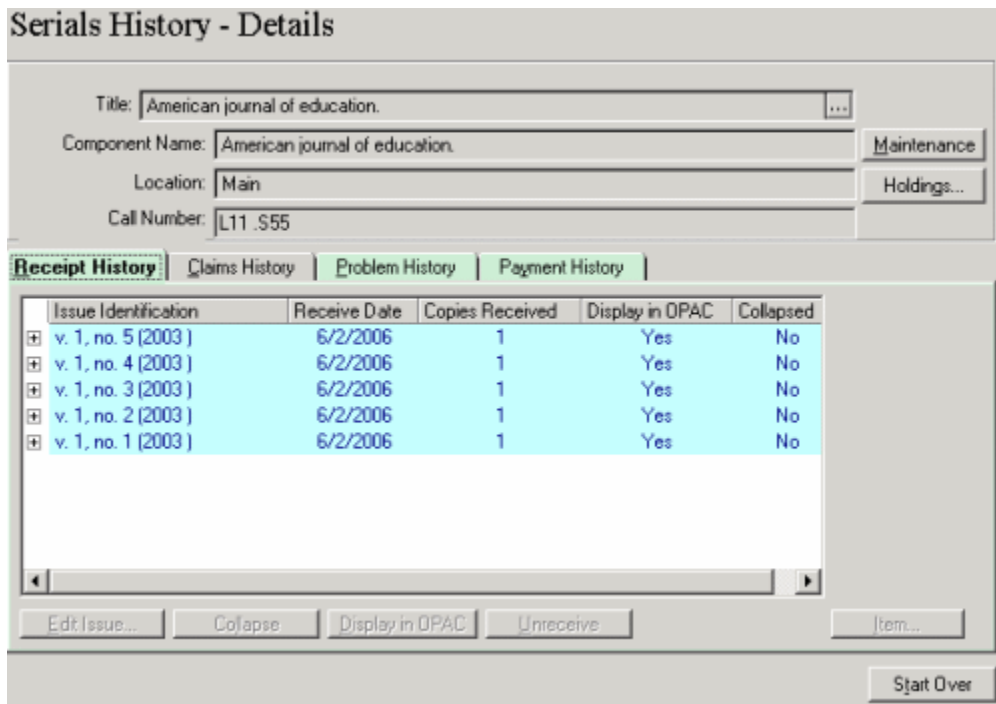 Serials History - Details
Title: American journal of education. ...
Component Name: American journal of education. Maintenance
Location: Main Holdings...
Call Number: L11 .S55
Receipt History Claims History Problem History Payment History
Issue Identification Receive Date Copies Received Display in OPAC Collapsed
v. 1, no. 5 (2003 ) 6/2/2006 1 Yes No
v. 1, no. 4 (2003 ) 6/2/2006 1 Yes No
v. 1, no. 3 (2003 ) 6/2/2006 1 Yes No
v. 1, no. 2 (2003 ) 6/2/2006 1 Yes No
v. 1, no. 1 (2003 ) 6/2/2006 1 Yes No
Edit Issue... Collapse Display in OPAC Unreceive Item...
Start Over